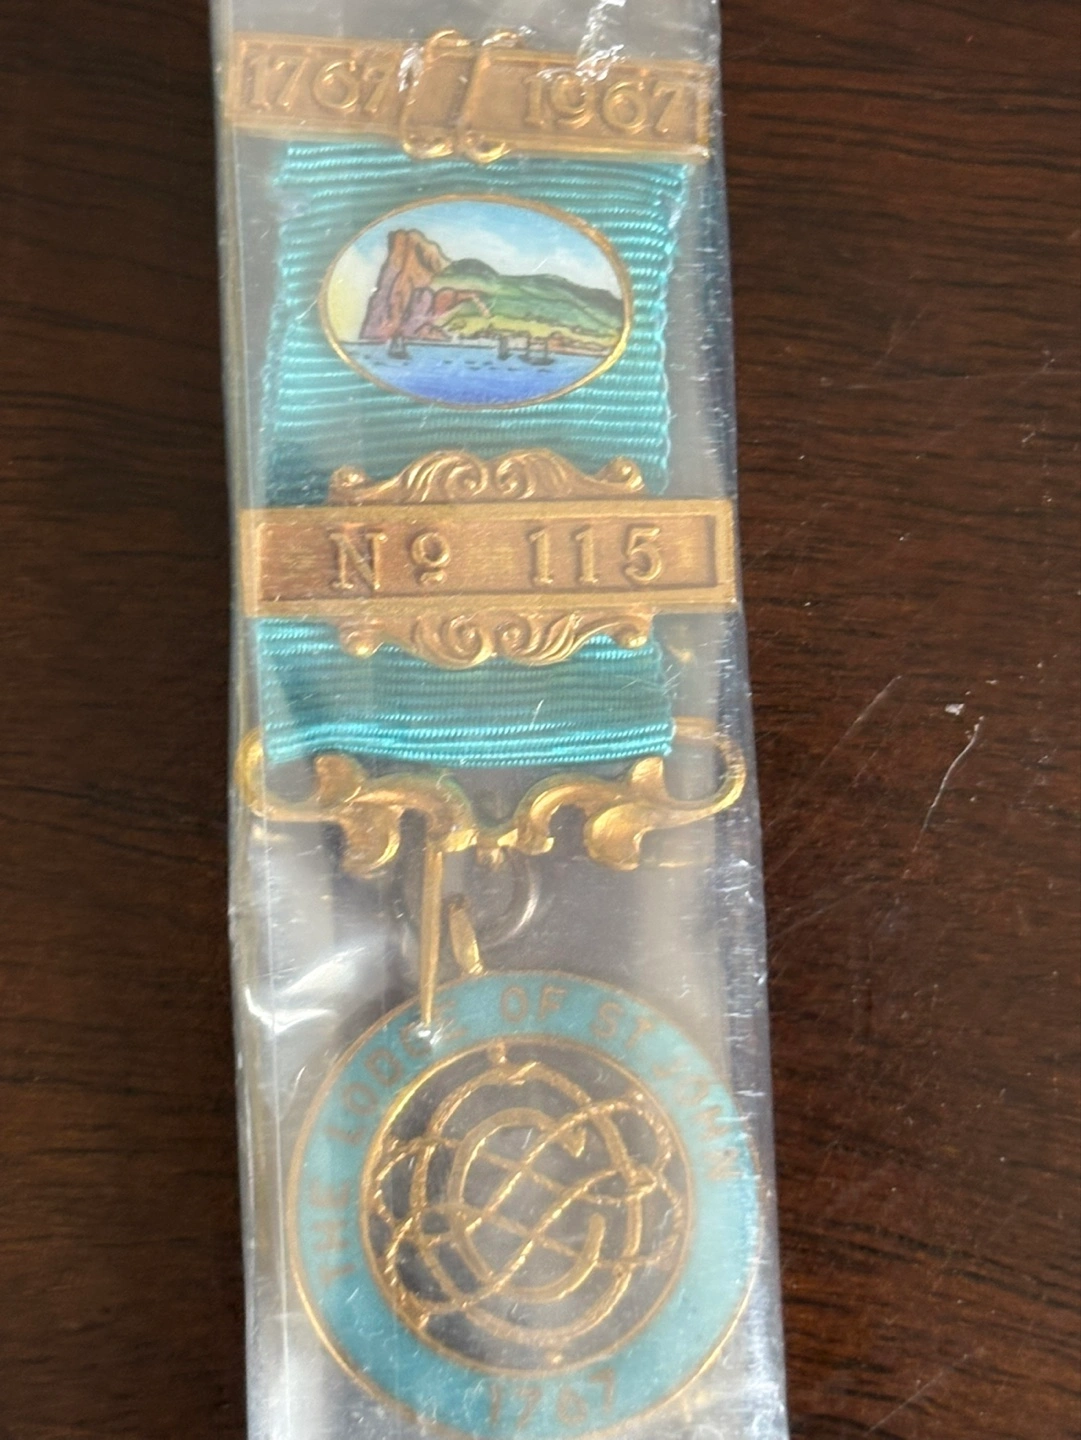 1767 1967
Nº 115
THE LODGE OF ST JOHN
1767